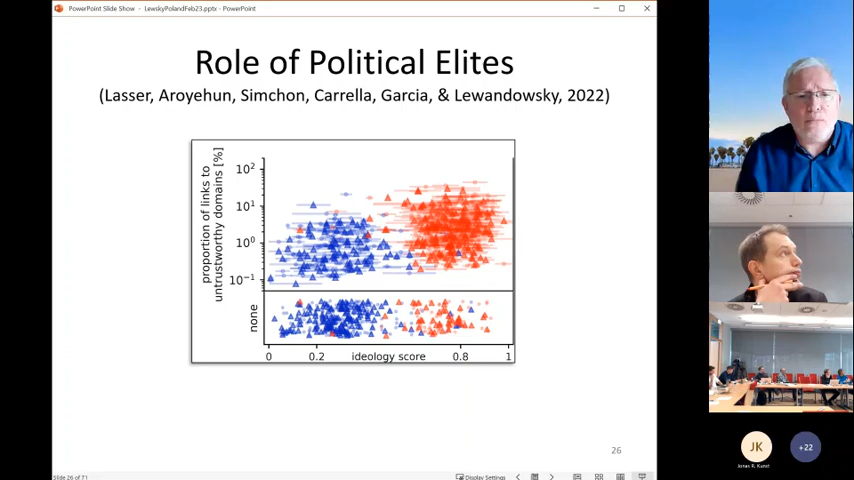 PowerPoint Slide Show - LewskyPolandFeb23.pptx - PowerPoint
Role of Political Elites
(Lasser, Aroyehun, Simchon, Carrella, Garcia, & Lewandowsky, 2022)
proportion of links to
untrustworthy domains [%]
10²
10¹
10⁰
10⁻¹
none
0 0.2 ideology score 0.8 1
26
JK
+22
Jonas R. Kunst
Slide 26 of 71
Display Settings